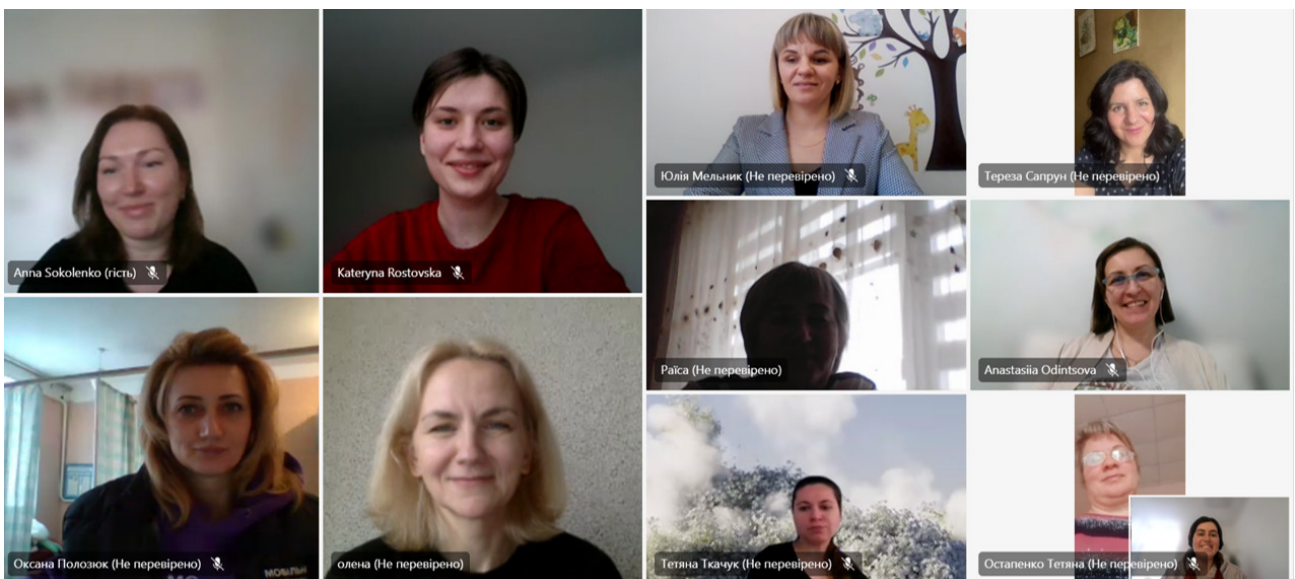 Anna Sokolenko (гість)
Kateryna Rostovska
Юлія Мельник (Не перевірено)
Тереза Сапрун (Не перевірено)
Раїса (Не перевірено)
Anastasiia Odintsova
Оксана Полозюк (Не перевірено)
олена (Не перевірено)
Тетяна Ткачук (Не перевірено)
Остапенко Тетяна (Не перевірено)